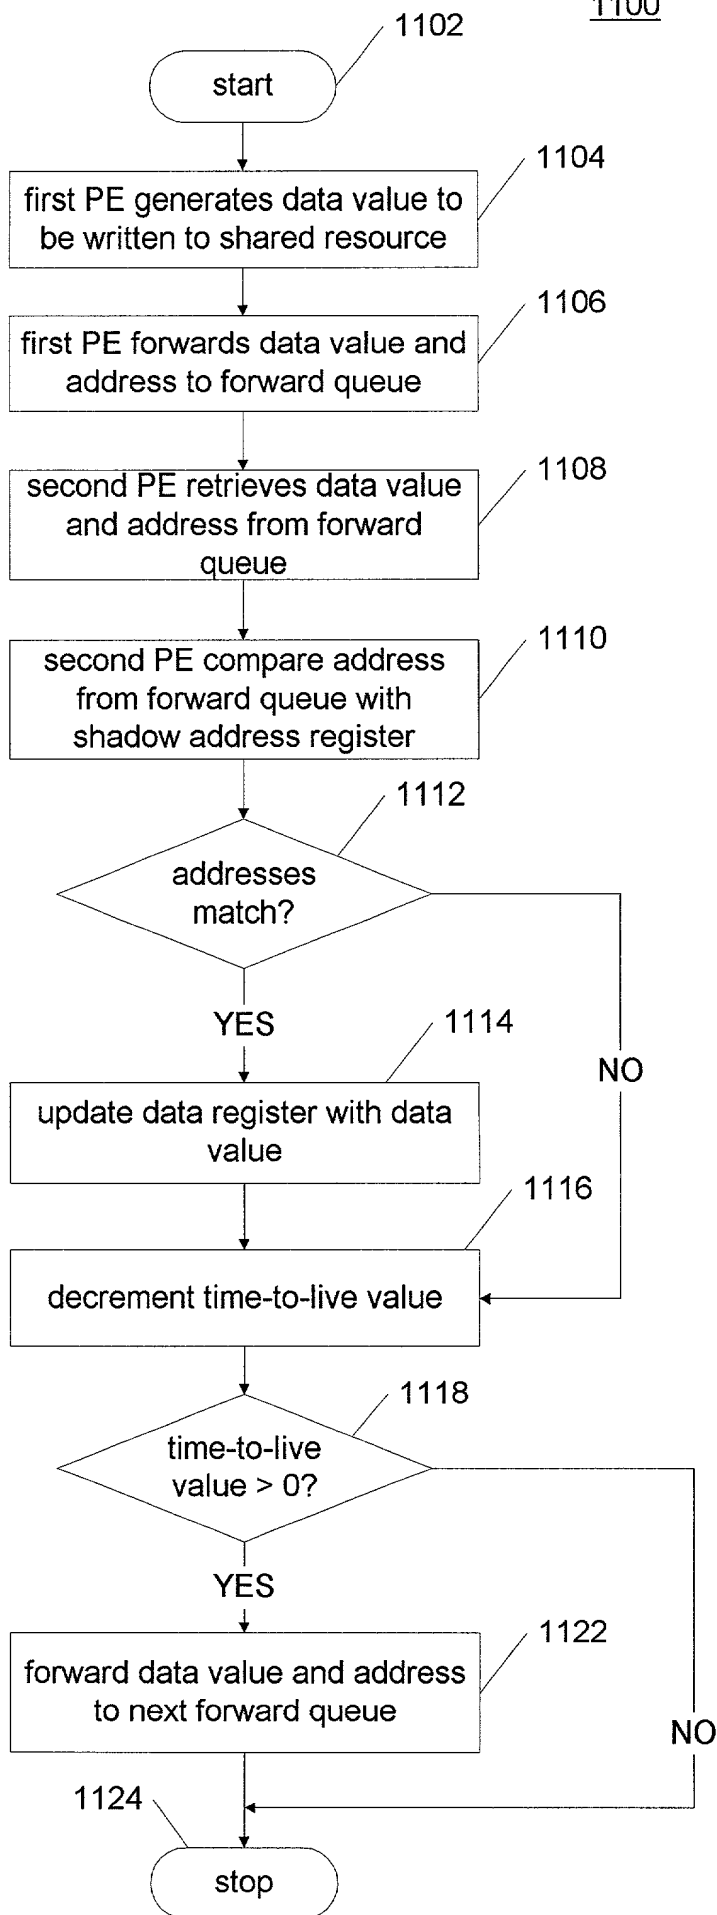 1100
1102
start
1104
first PE generates data value to
be written to shared resource
1106
first PE forwards data value and
address to forward queue
1108
second PE retrieves data value
and address from forward
queue
1110
second PE compare address
from forward queue with
shadow address register
1112
addresses
match?
YES
1114
NO
update data register with data
value
1116
decrement time-to-live value
1118
time-to-live
value > 0?
YES
1122
forward data value and address
to next forward queue
NO
1124
stop